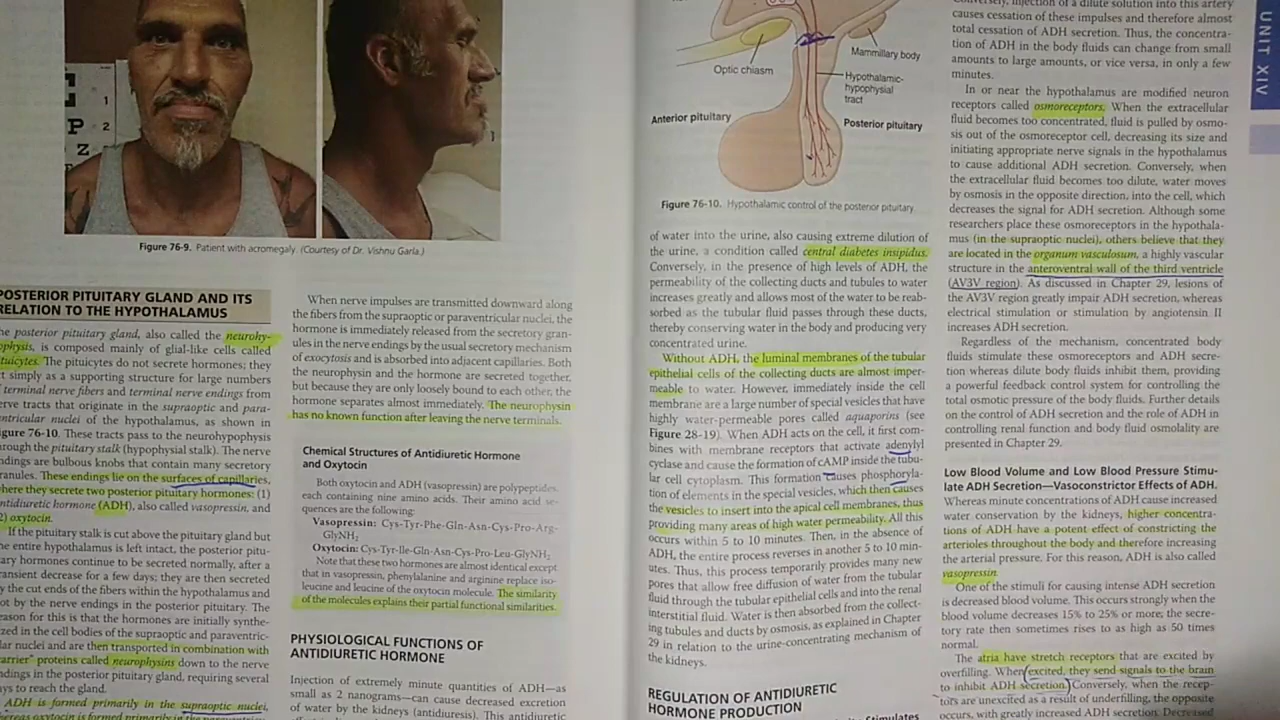 1
P 2
Z
Figure 76-9. Patient with acromegaly. (Courtesy of Dr. Vishnu Garla.)
POSTERIOR PITUITARY GLAND AND ITS
RELATION TO THE HYPOTHALAMUS
posterior pituitary gland, also called the neurohy-
is composed mainly of glial-like cells called
The pituicytes do not secrete hormones; they
simply as a supporting structure for large numbers
terminal nerve fibers and terminal nerve endings from
tracts that originate in the supraoptic and para-
nuclei of the hypothalamus, as shown in
76-10. These tracts pass to the neurohypophysis
the pituitary stalk (hypophysial stalk). The nerve
are bulbous knobs that contain many secretory
These endings lie on the surfaces of capillaries,
where they secrete two posterior pituitary hormones: (1)
antidiuretic hormone (ADH), also called vasopressin, and
2) oxytocin.
If the pituitary stalk is cut above the pituitary gland but
entire hypothalamus is left intact, the posterior pitu-
hormones continue to be secreted normally, after a
decrease for a few days; they are then secreted
the cut ends of the fibers within the hypothalamus and
by the nerve endings in the posterior pituitary. The
for this is that the hormones are initially synthe-
in the cell bodies of the supraoptic and paraventric-
nuclei and are then transported in combination with
"carrier" proteins called neurophysins down to the nerve
in the posterior pituitary gland, requiring several
to reach the gland.
ADH is formed primarily in the supraoptic nuclei,
whereas oxytocin is formed primarily in the
When nerve impulses are transmitted downward along
the fibers from the supraoptic or paraventricular nuclei, the
hormone is immediately released from the secretory gran-
ules in the nerve endings by the usual secretory mechanism
of exocytosis and is absorbed into adjacent capillaries. Both
the neurophysin and the hormone are secreted together,
but because they are only loosely bound to each other, the
hormone separates almost immediately. The neurophysin
has no known function after leaving the nerve terminals.
Chemical Structures of Antidiuretic Hormone
and Oxytocin
Both oxytocin and ADH (vasopressin) are polypeptides,
each containing nine amino acids. Their amino acid se-
quences are the following:
Vasopressin: Cys-Tyr-Phe-Gln-Asn-Cys-Pro-Arg-
GlyNH2
Oxytocin: Cys-Tyr-Ile-Gln-Asn-Cys-Pro-Leu-GlyNH2
Note that these two hormones are almost identical except
that in vasopressin, phenylalanine and arginine replace iso-
leucine and leucine of the oxytocin molecule. The similarity
of the molecules explains their partial functional similarities.
PHYSIOLOGICAL FUNCTIONS OF
ANTIDIURETIC HORMONE
Injection of extremely minute quantities of ADH—as
small as 2 nanograms—can cause decreased excretion
of water by the kidneys (antidiuresis). This antidiuretic
Optic chiasm
Mammillary body
Hypothalamic-
hypophysial
tract
Anterior pituitary
Posterior pituitary
Figure 76-10. Hypothalamic control of the posterior pituitary.
of water into the urine, also causing extreme dilution of
the urine, a condition called central diabetes insipidus.
Conversely, in the presence of high levels of ADH, the
permeability of the collecting ducts and tubules to water
increases greatly and allows most of the water to be reab-
sorbed as the tubular fluid passes through these ducts,
thereby conserving water in the body and producing very
concentrated urine.
Without ADH, the luminal membranes of the tubular
epithelial cells of the collecting ducts are almost imper-
meable to water. However, immediately inside the cell
membrane are a large number of special vesicles that have
highly water-permeable pores called aquaporins (see
Figure 28-19). When ADH acts on the cell, it first com-
bines with membrane receptors that activate adenylyl
cyclase and cause the formation of cAMP inside the tubu-
lar cell cytoplasm. This formation causes phosphoryla-
tion of elements in the special vesicles, which then causes
the vesicles to insert into the apical cell membranes, thus
providing many areas of high water permeability. All this
occurs within 5 to 10 minutes. Then, in the absence of
ADH, the entire process reverses in another 5 to 10 min-
utes. Thus, this process temporarily provides many new
pores that allow free diffusion of water from the tubular
fluid through the tubular epithelial cells and into the renal
interstitial fluid. Water is then absorbed from the collect-
ing tubules and ducts by osmosis, as explained in Chapter
29 in relation to the urine-concentrating mechanism of
the kidneys.
REGULATION OF ANTIDIURETIC
HORMONE PRODUCTION
Stimulates
Conversely, injection of a dilute solution into this artery
causes cessation of these impulses and therefore almost
total cessation of ADH secretion. Thus, the concentra-
tion of ADH in the body fluids can change from small
amounts to large amounts, or vice versa, in only a few
minutes.
In or near the hypothalamus are modified neuron
receptors called osmoreceptors. When the extracellular
fluid becomes too concentrated, fluid is pulled by osmo-
sis out of the osmoreceptor cell, decreasing its size and
initiating appropriate nerve signals in the hypothalamus
to cause additional ADH secretion. Conversely, when
the extracellular fluid becomes too dilute, water moves
by osmosis in the opposite direction, into the cell, which
decreases the signal for ADH secretion. Although some
researchers place these osmoreceptors in the hypothala-
mus (in the supraoptic nuclei), others believe that they
are located in the organum vasculosum, a highly vascular
structure in the anteroventral wall of the third ventricle
(AV3V region). As discussed in Chapter 29, lesions of
the AV3V region greatly impair ADH secretion, whereas
electrical stimulation or stimulation by angiotensin II
increases ADH secretion.
Regardless of the mechanism, concentrated body
fluids stimulate these osmoreceptors and ADH secre-
tion whereas dilute body fluids inhibit them, providing
a powerful feedback control system for controlling the
total osmotic pressure of the body fluids. Further details
on the control of ADH secretion and the role of ADH in
controlling renal function and body fluid osmolality are
presented in Chapter 29.
Low Blood Volume and Low Blood Pressure Stimu-
late ADH Secretion—Vasoconstrictor Effects of ADH.
Whereas minute concentrations of ADH cause increased
water conservation by the kidneys, higher concentra-
tions of ADH have a potent effect of constricting the
arterioles throughout the body and therefore increasing
the arterial pressure. For this reason, ADH is also called
vasopressin.
One of the stimuli for causing intense ADH secretion
is decreased blood volume. This occurs strongly when the
blood volume decreases 15% to 25% or more; the secre-
tory rate then sometimes rises to as high as 50 times
normal.
The atria have stretch receptors that are excited by
overfilling. When excited, they send signals to the brain
to inhibit ADH secretion. Conversely, when the recep-
tors are unexcited as a result of underfilling, the opposite
occurs, with greatly increased ADH secretion. Decreased
UNIT XIV